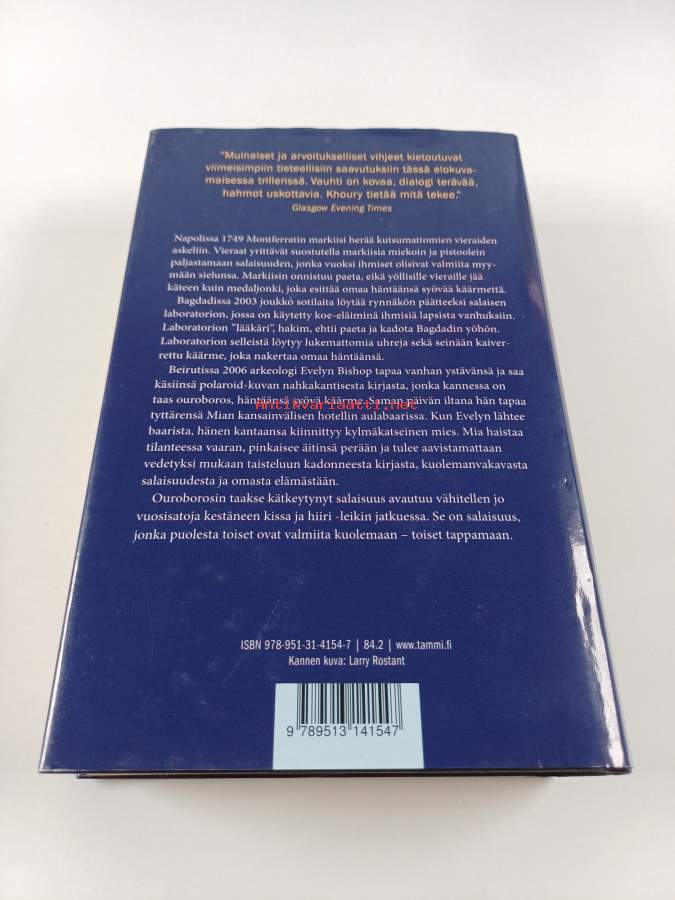 "Muinaiset ja arvoitukselliset vihjeet kietoutuvat
viimeisimpiin tieteellisiin saavutuksiin tässä elokuva-
maisessa trillerissä. Vauhti on kovaa, dialogi terävää,
hahmot uskottavia. Khoury tietää mitä tekee."
Glasgow Evening Times
Napolissa 1749 Montferratin markiisi herää kutsumattomien vieraiden
askeliin. Vieraat yrittävät suostutella markiisia miekoin ja pistoolein
paljastamaan salaisuuden, jonka vuoksi ihmiset olisivat valmiita myy-
mään sielunsa. Markiisin onnistuu paeta, eikä yöllisille vieraille jää
käteen kuin medaljonki, joka esittää omaa häntäänsä syövää käärmettä.
Bagdadissa 2003 joukko sotilaita löytää rynnäkön päätteeksi salaisen
laboratorion, jossa on käytetty koe-eläiminä ihmisiä lapsista vanhuksiin.
Laboratorion "lääkäri", hakim, ehtii paeta ja kadota Bagdadin yöhön.
Laboratorion selleistä löytyy lukemattomia uhreja sekä seinään kaiver-
rettu käärme, joka nakertaa omaa häntäänsä.
Beirutissa 2006 arkeologi Evelyn Bishop tapaa vanhan ystävänsä ja saa
käsiinsä polaroid-kuvan nahkakantisesta kirjasta, jonka kannessa on
taas ouroboros, häntäänsä syövä käärme. Saman päivän iltana hän tapaa
Antikvariaatti.net
tyttärensä Mian kansainvälisen hotellin aulabaarissa. Kun Evelyn lähtee
baarista, hänen kantaansa kiinnittyy kylmäkatseinen mies. Mia haistaa
tilanteessa vaaran, pinkaisee äitinsä perään ja tulee aavistamattaan
vedetyksi mukaan taisteluun kadonneesta kirjasta, kuolemanvakavasta
salaisuudesta ja omasta elämästään.
Ouroborosin taakse kätkeytynyt salaisuus avautuu vähitellen jo
vuosisatoja kestäneen kissa ja hiiri -leikin jatkuessa. Se on salaisuus,
jonka puolesta toiset ovat valmiita kuolemaan – toiset tappamaan.
ISBN 978-951-31-4154-7 | 84.2 | www.tammi.fi
Kannen kuva: Larry Rostant
9 789513 141547